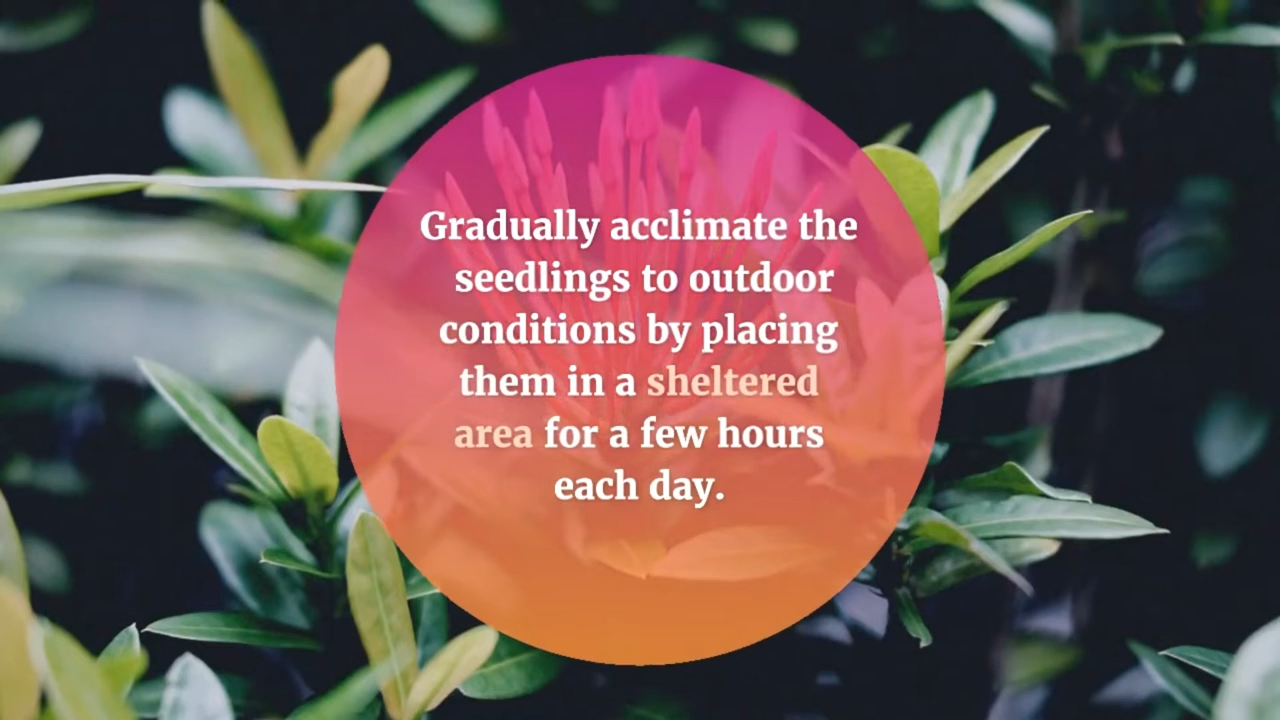 Gradually acclimate the
seedlings to outdoor
conditions by placing
them in a sheltered
area for a few hours
each day.